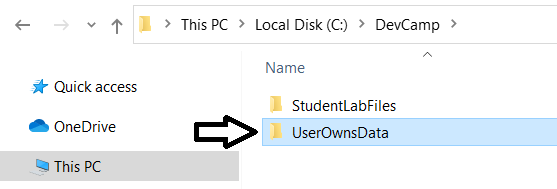 This PC > Local Disk (C:) > DevCamp >
Name
Quick access
StudentLabFiles
OneDrive
UserOwnsData
This PC